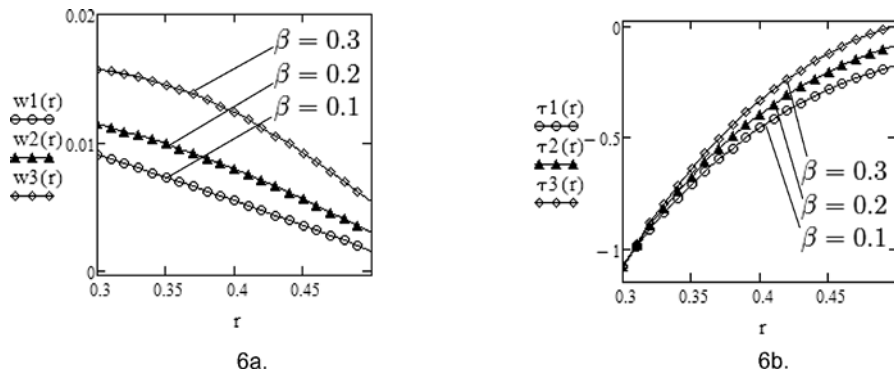 0.02
w1(r)
w2(r)
w3(r)
0.01
0
β = 0.3
β = 0.2
β = 0.1
0.3
0.35
0.4
0.45
r
6a.
0
τ1(r)
τ2(r)
τ3(r)
−0.5
−1
β = 0.3
β = 0.2
β = 0.1
0.3
0.35
0.4
0.45
r
6b.